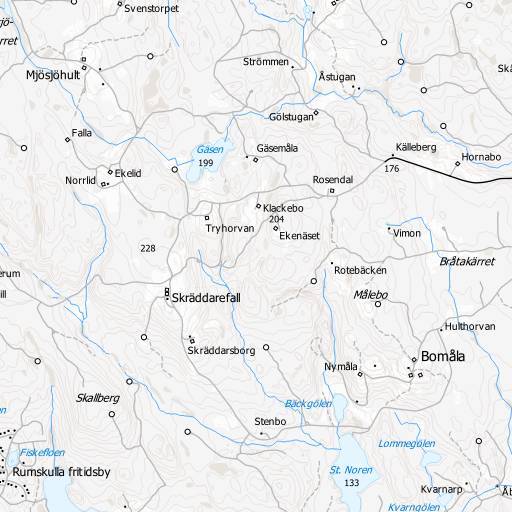 Svenstorpet
Mjösjöhult
Strömmen
Åstugan
Gölstugan
Falla
Gåsen
199
Gäsemåla
Källeberg
Hornabo
176
Ekelid
Norrlid
Rosendal
Klackebo
204
Tryhorvan
Ekenäset
Vimon
228
Rotebäcken
Bråtakärret
Målebo
Skräddarefall
Hulthorvan
Skräddarsborg
Bomåla
Nymåla
Skallberg
Bäckgölen
Stenbo
Lommegölen
Fiskefloen
Rumskulla fritidsby
St. Noren
133
Kvarnarp
Kvarngölen